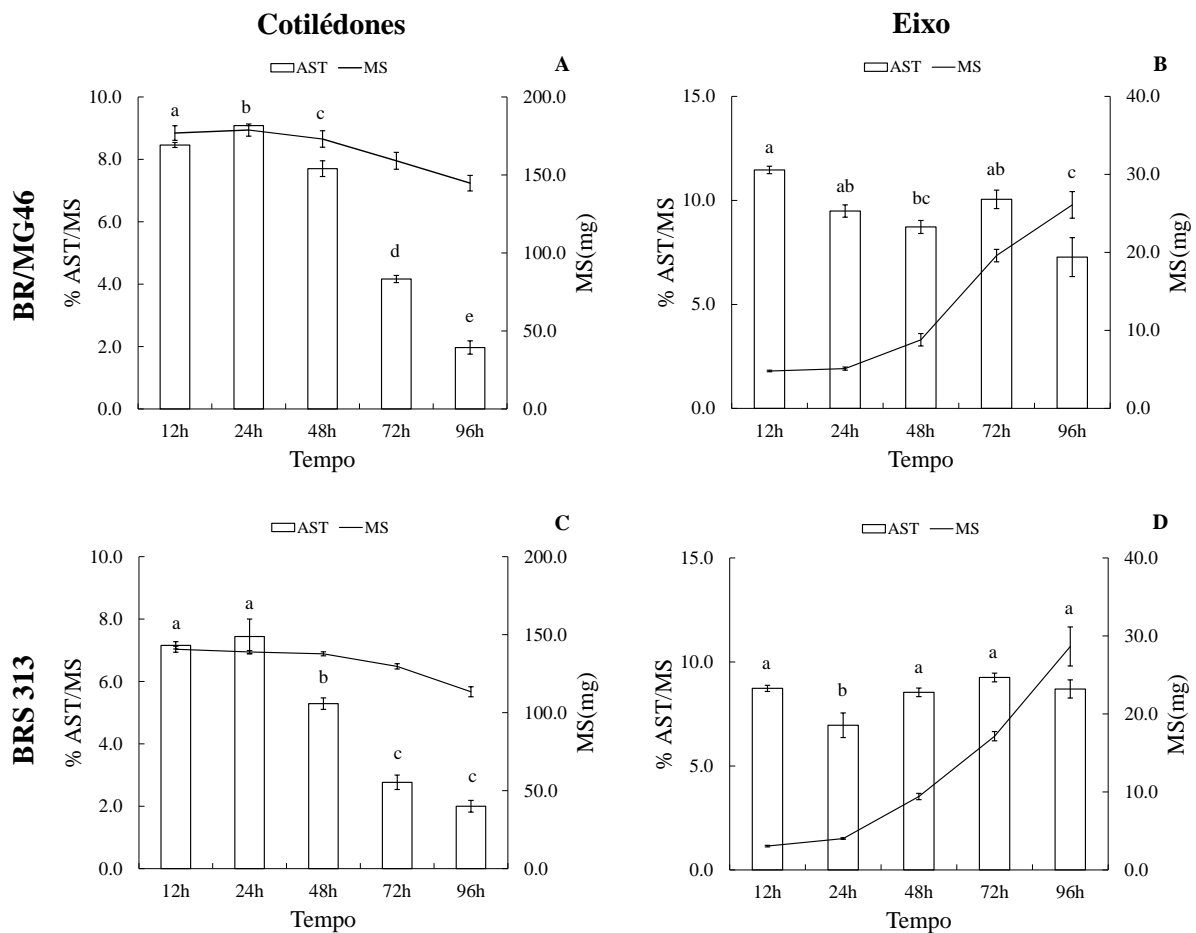 Cotilédones
Eixo
BR/MG46
BRS 313
AST MS A
10.0 200.0
8.0 150.0
6.0 100.0
4.0 50.0
2.0
0.0 0.0
a b c d e
12h 24h 48h 72h 96h
Tempo
% AST/MS
MS(mg)
AST MS B
15.0 40.0
10.0 30.0
5.0 20.0
0.0 10.0
0.0
a ab bc ab c
12h 24h 48h 72h 96h
Tempo
% AST/MS
MS(mg)
AST MS C
10.0 200.0
8.0 150.0
6.0 100.0
4.0 50.0
2.0
0.0 0.0
a a b c c
12h 24h 48h 72h 96h
Tempo
% AST/MS
MS(mg)
AST MS D
15.0 40.0
10.0 30.0
5.0 20.0
0.0 10.0
0.0
a b a a a
12h 24h 48h 72h 96h
Tempo
% AST/MS
MS(mg)